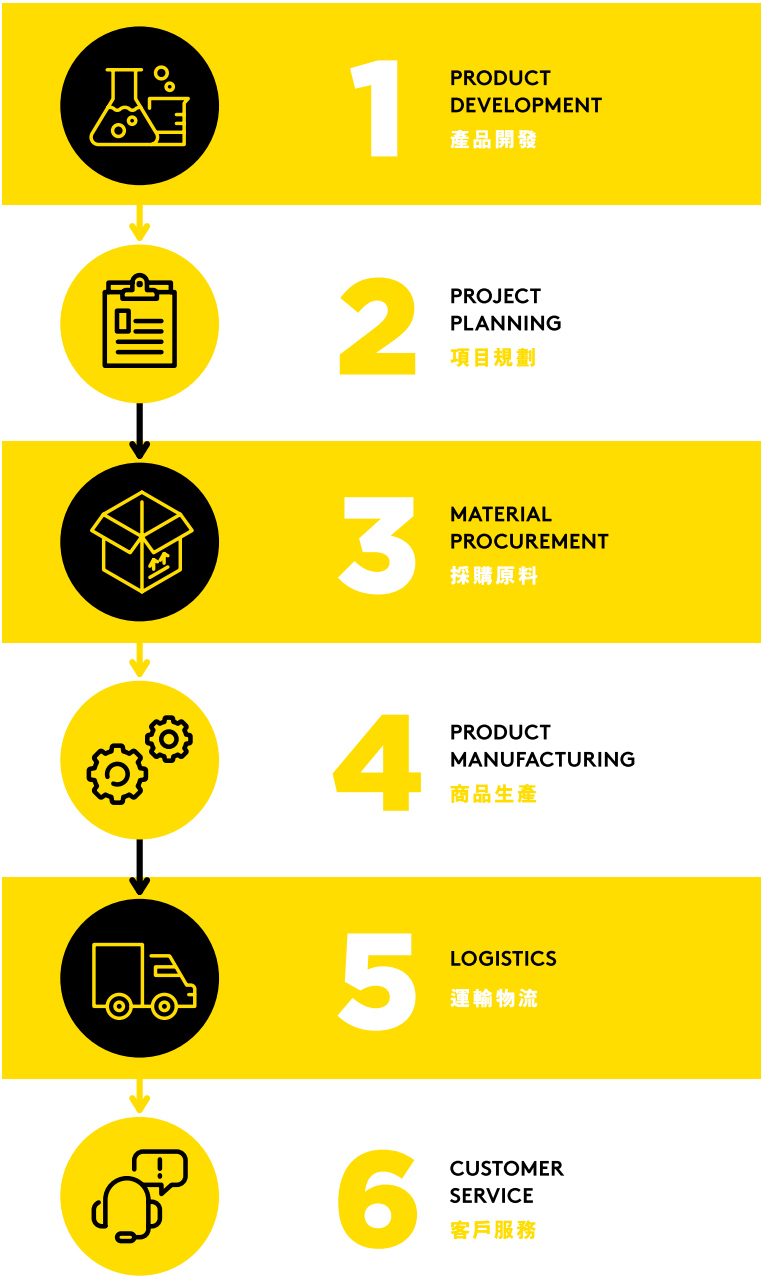 1
PRODUCT
DEVELOPMENT
產品開發
2
PROJECT
PLANNING
項目規劃
3
MATERIAL
PROCUREMENT
採購原料
4
PRODUCT
MANUFACTURING
商品生產
5
LOGISTICS
運輸物流
6
CUSTOMER
SERVICE
客戶服務